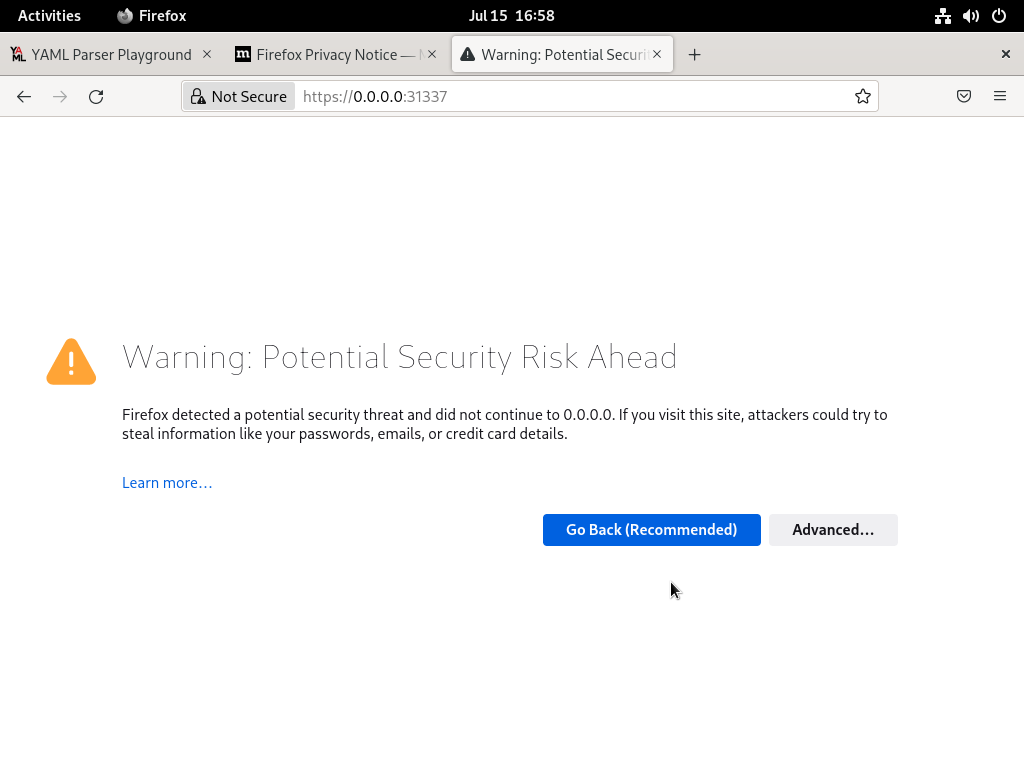 Activities Firefox Jul 15 16:58
YAML Parser Playground Firefox Privacy Notice — Warning: Potential Securi
Not Secure https://0.0.0.0:31337
Warning: Potential Security Risk Ahead
Firefox detected a potential security threat and did not continue to 0.0.0.0. If you visit this site, attackers could try to
steal information like your passwords, emails, or credit card details.
Learn more…
Go Back (Recommended) Advanced…